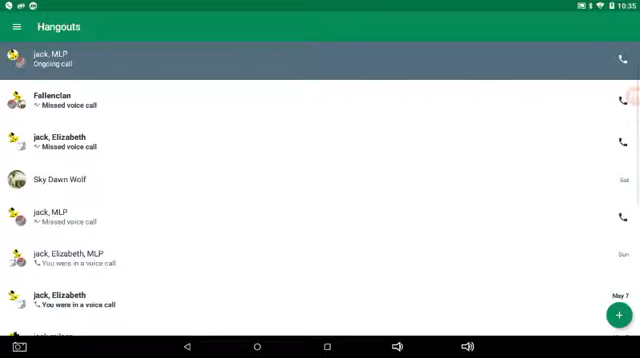 10:35
Hangouts
jack, MLP
Ongoing call
Fallenclan
Missed voice call
jack, Elizabeth
Missed voice call
Sky Dawn Wolf
Sat
jack, MLP
Missed voice call
jack, Elizabeth, MLP
Sun
You were in a voice call
jack, Elizabeth
May 7
You were in a voice call